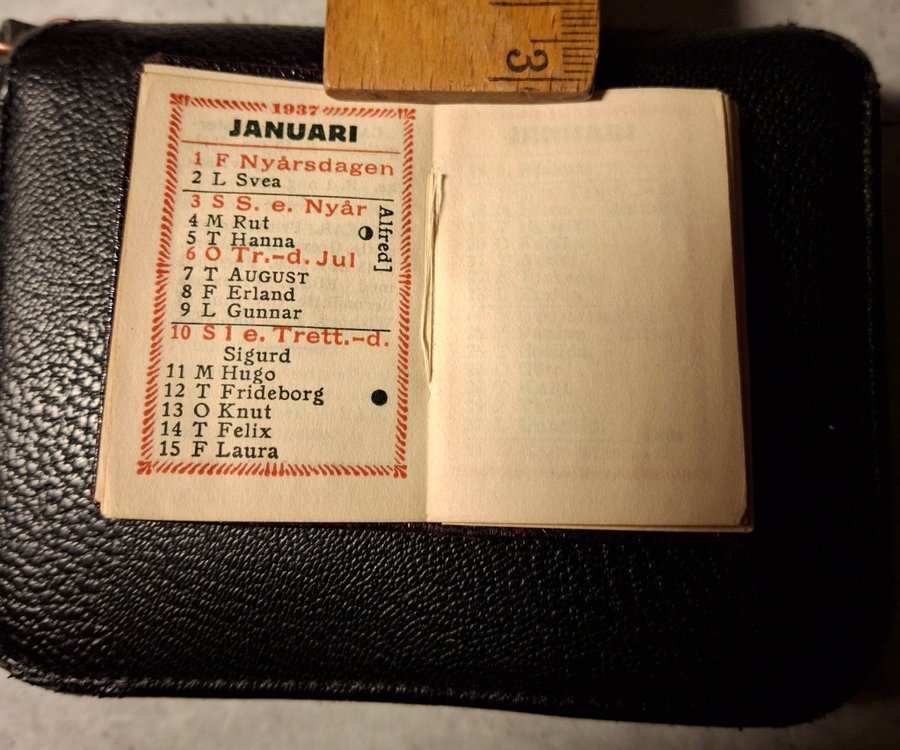 3
1937
JANUARI
1 F Nyårsdagen
2 L Svea
3 S S. e. Nyår
Alfred]
4 M Rut
5 T Hanna
6 O Tr.-d. Jul
7 T AUGUST
8 F Erland
9 L Gunnar
10 S 1 e. Trett.-d.
Sigurd
11 M Hugo
12 T Frideborg
13 O Knut
14 T Felix
15 F Laura